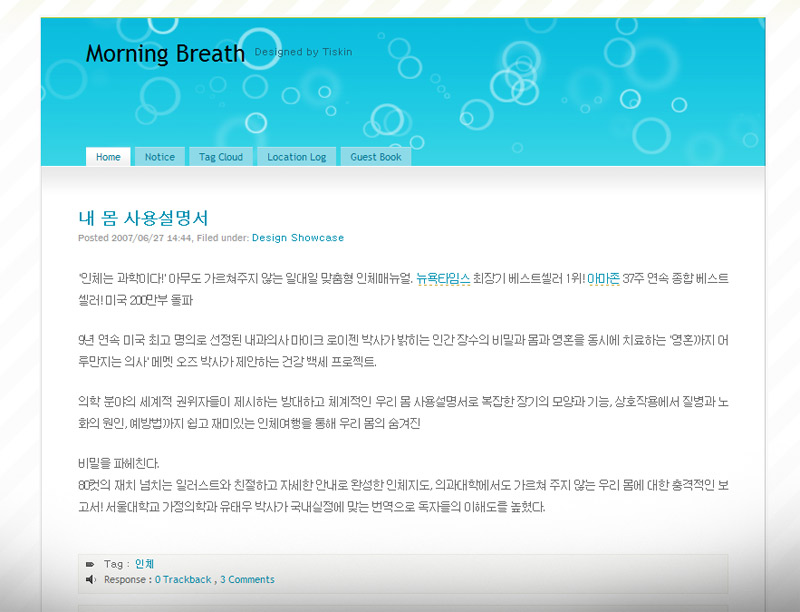 Morning Breath Designed by Tiskin
Home Notice Tag Cloud Location Log Guest Book
내 몸 사용설명서
Posted 2007/06/27 14:44, Filed under: Design Showcase
'인체는 과학이다!' 아무도 가르쳐주지 않는 일대일 맞춤형 인체매뉴얼. 뉴욕타임스 최장기 베스트셀러 1위! 아마존 37주 연속 종합 베스트
셀러! 미국 200만부 돌파
9년 연속 미국 최고 명의로 선정된 내과의사 마이크 로이젠 박사가 밝히는 인간 장수의 비밀과 몸과 영혼을 동시에 치료하는 '영혼까지 어
루만지는 의사' 메멧 오즈 박사가 제안하는 건강 백세 프로젝트.
의학 분야의 세계적 권위자들이 제시하는 방대하고 체계적인 우리 몸 사용설명서로 복잡한 장기의 모양과 기능, 상호작용에서 질병과 노
화의 원인, 예방법까지 쉽고 재미있는 인체여행을 통해 우리 몸의 숨겨진
비밀을 파헤친다.
80컷의 재치 넘치는 일러스트와 친절하고 자세한 안내로 완성한 인체지도, 의과대학에서도 가르쳐 주지 않는 우리 몸에 대한 충격적인 보
고서! 서울대학교 가정의학과 유태우 박사가 국내실정에 맞는 번역으로 독자들의 이해도를 높혔다.
Tag : 인체
Response : 0 Trackback , 3 Comments